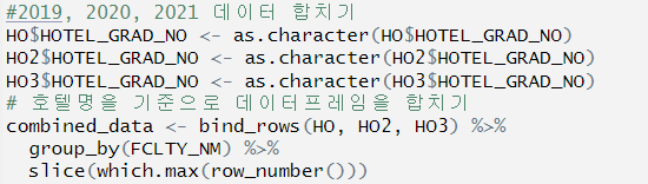 #2019, 2020, 2021 데이터 합치기
HO$HOTEL_GRAD_NO <- as.character(HO$HOTEL_GRAD_NO)
HO2$HOTEL_GRAD_NO <- as.character(HO2$HOTEL_GRAD_NO)
HO3$HOTEL_GRAD_NO <- as.character(HO3$HOTEL_GRAD_NO)
# 호텔명을 기준으로 데이터프레임을 합치기
combined_data <- bind_rows(HO, HO2, HO3) %>%
  group_by(FCLTY_NM) %>%
  slice(which.max(row_number()))